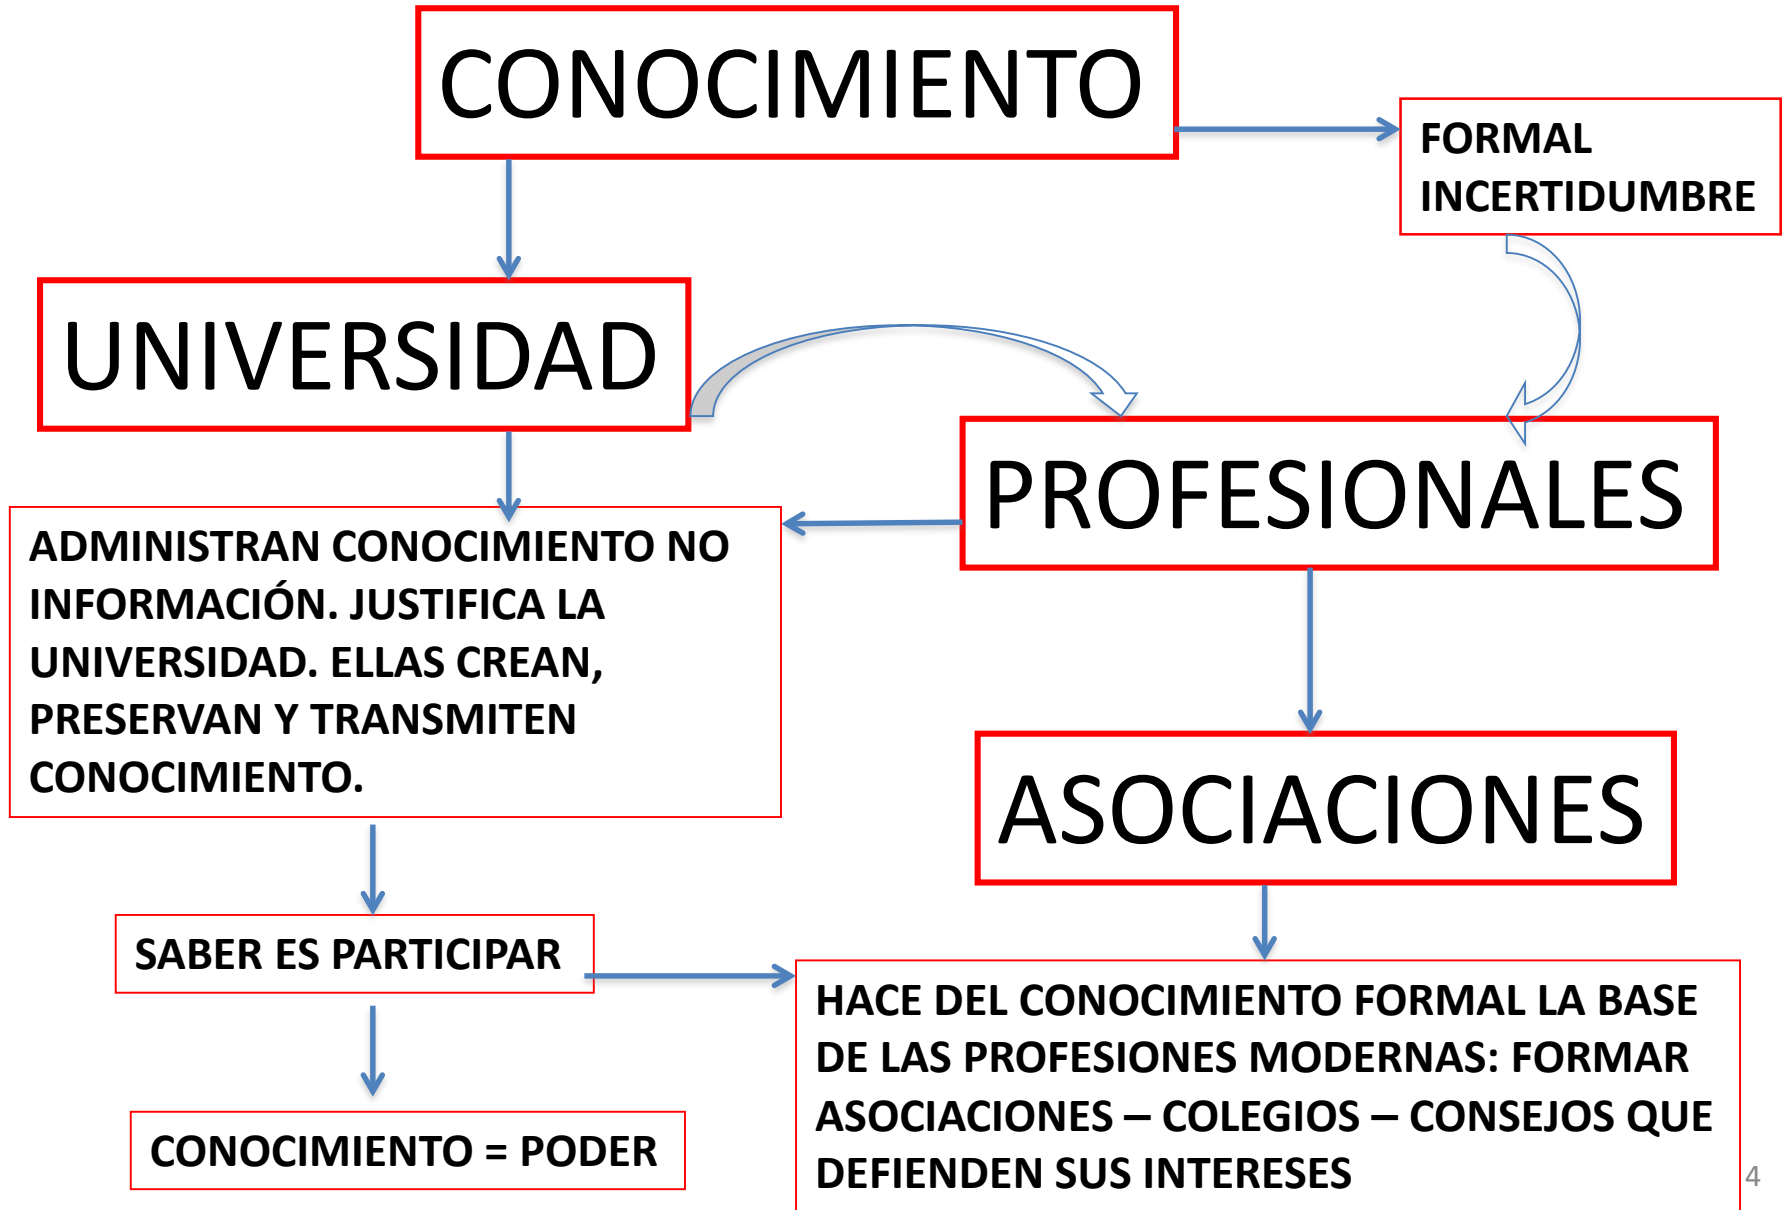 CONOCIMIENTO
FORMAL
INCERTIDUMBRE
UNIVERSIDAD
PROFESIONALES
ADMINISTRAN CONOCIMIENTO NO
INFORMACIÓN. JUSTIFICA LA
UNIVERSIDAD. ELLAS CREAN,
PRESERVAN Y TRANSMITEN
CONOCIMIENTO.
ASOCIACIONES
SABER ES PARTICIPAR
HACE DEL CONOCIMIENTO FORMAL LA BASE
DE LAS PROFESIONES MODERNAS: FORMAR
ASOCIACIONES – COLEGIOS – CONSEJOS QUE
DEFIENDEN SUS INTERESES
CONOCIMIENTO = PODER
4